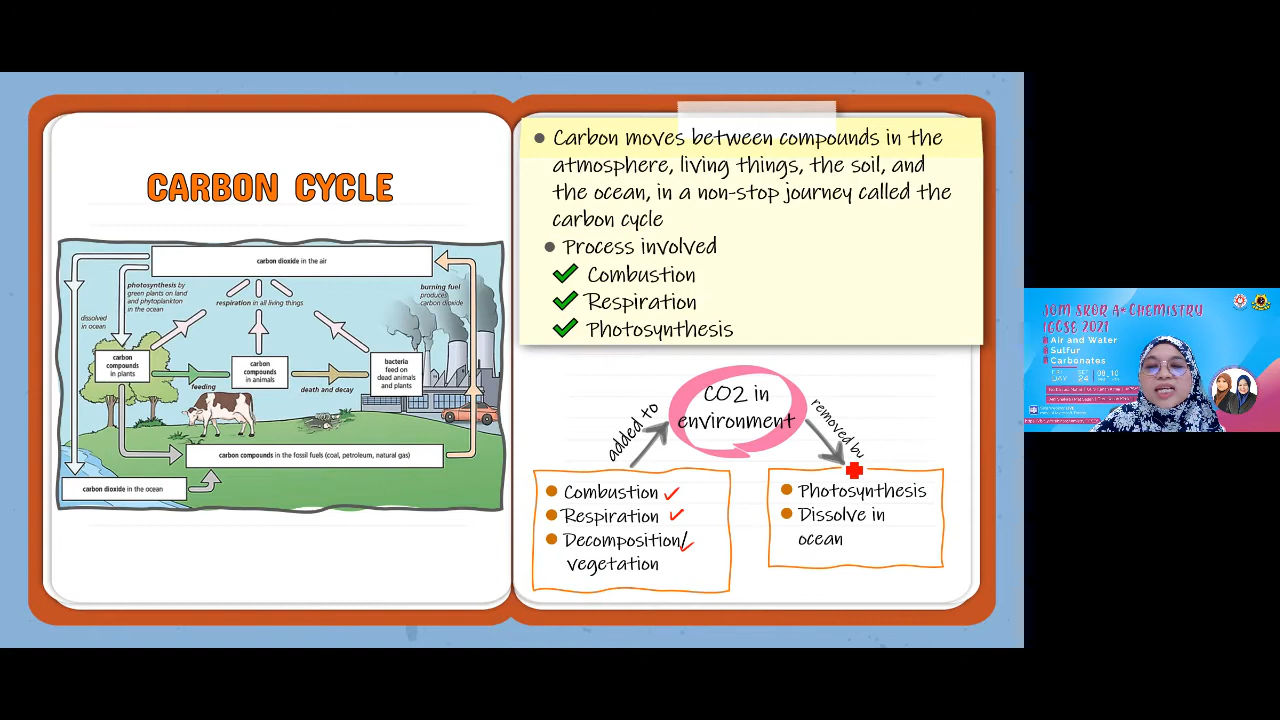 CARBON CYCLE
carbon dioxide in the air
photosynthesis by
green plants on land
and phytoplankton
in the ocean
respiration in all living things
burning fuel
produces
carbon dioxide
dissolved
in ocean
carbon
compounds
in plants
feeding
carbon
compounds
in animals
death and decay
bacteria
feed on
dead animals
and plants
carbon compounds in the fossil fuels (coal, petroleum, natural gas)
carbon dioxide in the ocean
Carbon moves between compounds in the
atmosphere, living things, the soil, and
the ocean, in a non-stop journey called the
carbon cycle
Process involved
Combustion
Respiration
Photosynthesis
CO2 in
environment
added to
removed by
Combustion
Respiration
Decomposition/
vegetation
Photosynthesis
Dissolve in
ocean
JOM SKOR A* CHEMISTRY
IGCSE 2021
Air and Water
Sulfur
Carbonates
FRI
DAY
SEP
24